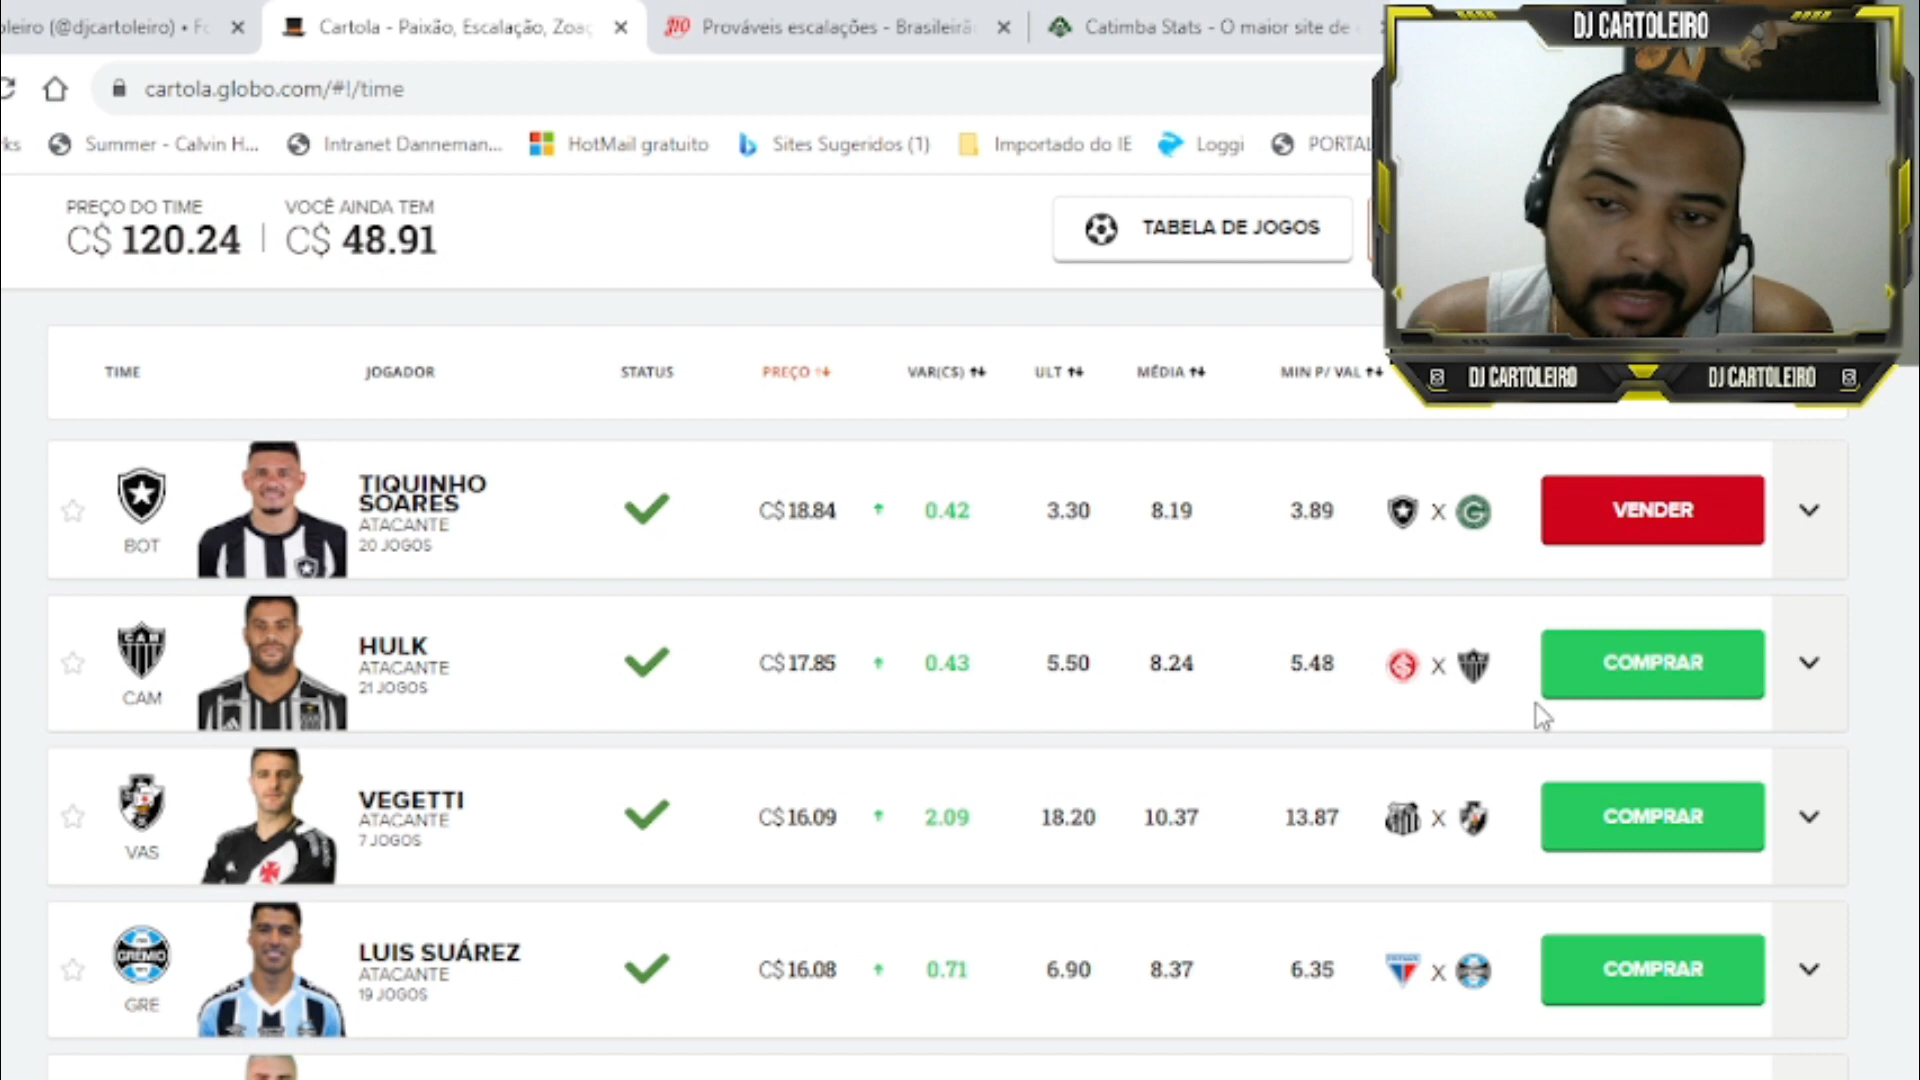 oleiro (@djcartoleiro) • Fo
Cartola - Paixão, Escalação, Zoaç
Prováveis escalações - Brasileirã
Catimba Stats - O maior site de
cartola.globo.com/#!/time
ks
Summer - Calvin H...
Intranet Danneman...
HotMail gratuito
Sites Sugeridos (1)
Importado do IE
Loggi
PORTAL
DJ CARTOLEIRO
DJ CARTOLEIRO
DJ CARTOLEIRO
PREÇO DO TIME
C$ 120.24
VOCÊ AINDA TEM
C$ 48.91
TABELA DE JOGOS
TIME JOGADOR STATUS PREÇO VAR(C$) ULT MÉDIA MIN P/ VAL
BOT
TIQUINHO
SOARES
ATACANTE
20 JOGOS
C$ 18.84 0.42 3.30 8.19 3.89 X VENDER
CAM
HULK
ATACANTE
21 JOGOS
C$ 17.85 0.43 5.50 8.24 5.48 X COMPRAR
VAS
VEGETTI
ATACANTE
7 JOGOS
C$ 16.09 2.09 18.20 10.37 13.87 X COMPRAR
GRE
LUIS SUÁREZ
ATACANTE
19 JOGOS
C$ 16.08 0.71 6.90 8.37 6.35 X COMPRAR